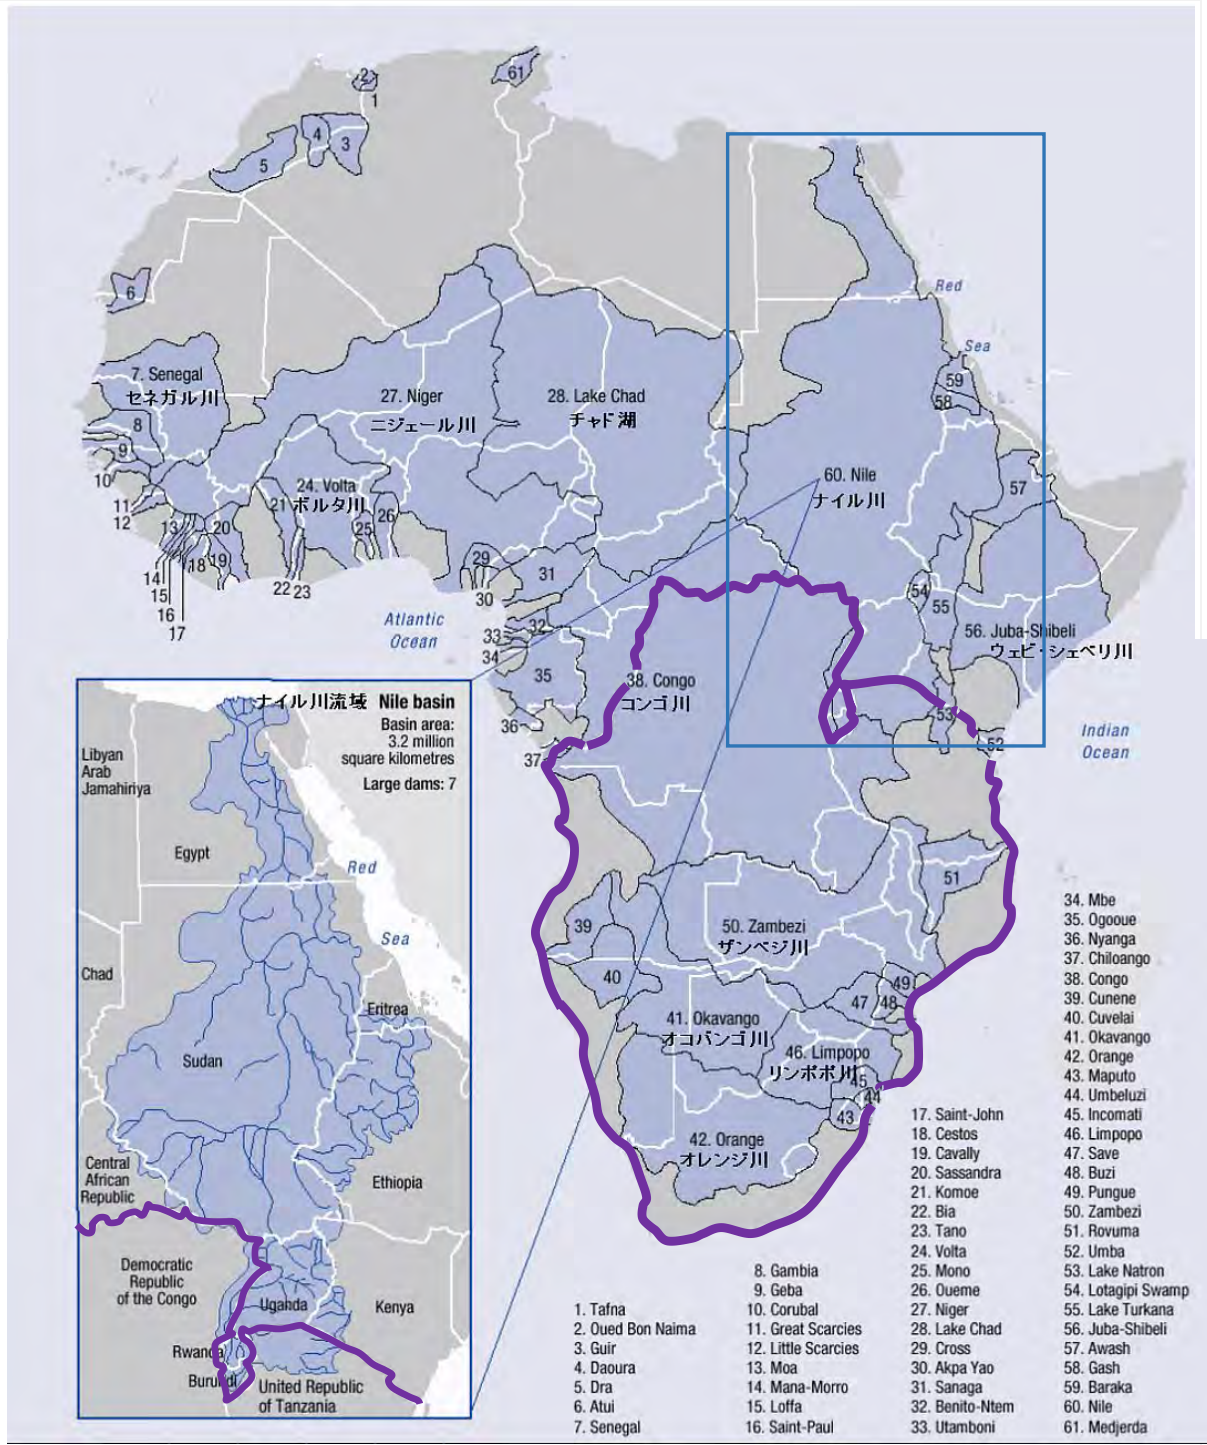 61
2
1
4
3
5
6
Red
Sea
7. Senegal
セネガル川
59
58
27. Niger
ニジェール川
28. Lake Chad
チャド湖
8
9
10
11
12
24. Volta
ボルタ川
21
26
25
60. Nile
ナイル川
57
13
20
18
19
14
15
16
17
22
23
29
30
31
54
55
Atlantic
Ocean
32
33
34
56. Juba-Shibeli
ウェビ・シェベリ川
35
38. Congo
コンゴ川
36
37
53
52
Indian
Ocean
ナイル川流域 Nile basin
Basin area:
3.2 million
square kilometres
Large dams: 7
Libyan
Arab
Jamahiriya
Egypt
Red
Sea
Chad
Eritrea
Sudan
Central
African
Republic
Ethiopia
Democratic
Republic
of the Congo
Uganda
Kenya
Rwanda
Burundi
United Republic
of Tanzania
51
39
50. Zambezi
ザンベジ川
40
49
47
48
41. Okavango
オコバンゴ川
46. Limpopo
リンポポ川
45
44
43
42. Orange
オレンジ川
1. Tafna
2. Oued Bon Naima
3. Guir
4. Daoura
5. Dra
6. Atui
7. Senegal
8. Gambia
9. Geba
10. Corubal
11. Great Scarcies
12. Little Scarcies
13. Moa
14. Mana-Morro
15. Loffa
16. Saint-Paul
17. Saint-John
18. Cestos
19. Cavally
20. Sassandra
21. Komoe
22. Bia
23. Tano
24. Volta
25. Mono
26. Oueme
27. Niger
28. Lake Chad
29. Cross
30. Akpa Yao
31. Sanaga
32. Benito-Ntem
33. Utamboni
34. Mbe
35. Ogooue
36. Nyanga
37. Chiloango
38. Congo
39. Cunene
40. Cuvelai
41. Okavango
42. Orange
43. Maputo
44. Umbeluzi
45. Incomati
46. Limpopo
47. Save
48. Buzi
49. Pungue
50. Zambezi
51. Rovuma
52. Umba
53. Lake Natron
54. Lotagipi Swamp
55. Lake Turkana
56. Juba-Shibeli
57. Awash
58. Gash
59. Baraka
60. Nile
61. Medjerda